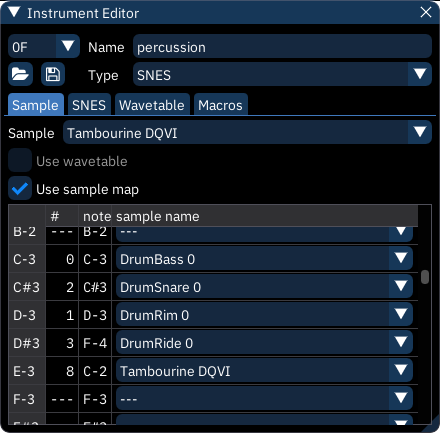 Instrument Editor
0F Name percussion
Type SNES
Sample SNES Wavetable Macros
Sample Tambourine DQVI
Use wavetable
Use sample map
# note sample name
B-2 --- B-2 ---
C-3 0 C-3 DrumBass 0
C#3 2 C#3 DrumSnare 0
D-3 1 D-3 DrumRim 0
D#3 3 F-4 DrumRide 0
E-3 8 C-2 Tambourine DQVI
F-3 --- F-3 ---